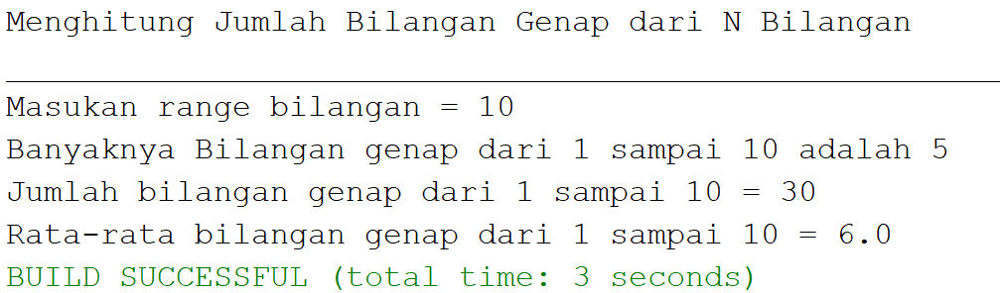 Menghitung Jumlah Bilangan Genap dari N Bilangan
Masukan range bilangan = 10
Banyaknya Bilangan genap dari 1 sampai 10 adalah 5
Jumlah bilangan genap dari 1 sampai 10 = 30
Rata-rata bilangan genap dari 1 sampai 10 = 6.0
BUILD SUCCESSFUL (total time: 3 seconds)